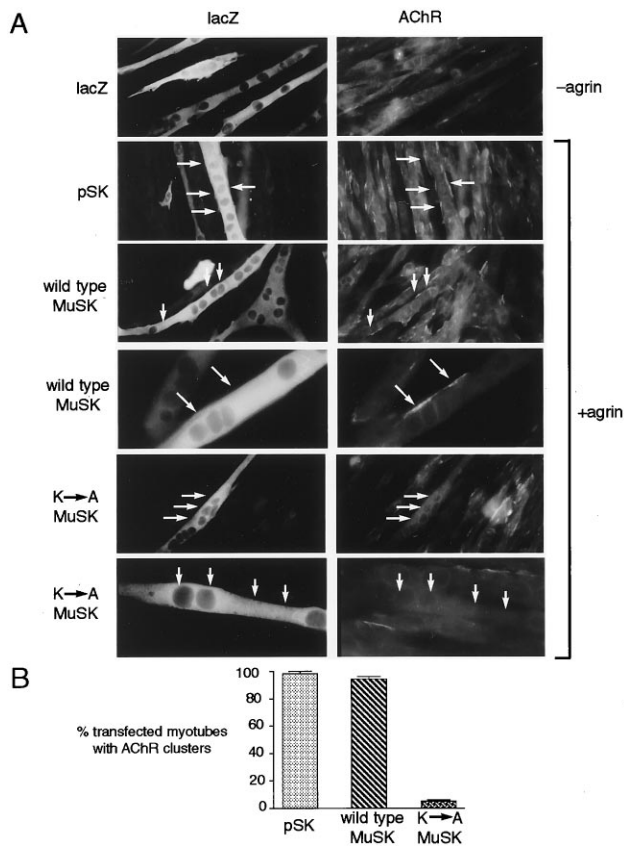 A
lacZ
AChR
lacZ
–agrin
pSK
wild type
MuSK
wild type
MuSK
+agrin
K→A
MuSK
K→A
MuSK
B
% transfected myotubes
with AChR clusters
100
80
60
40
20
0
pSK
wild type
MuSK
K→A
MuSK